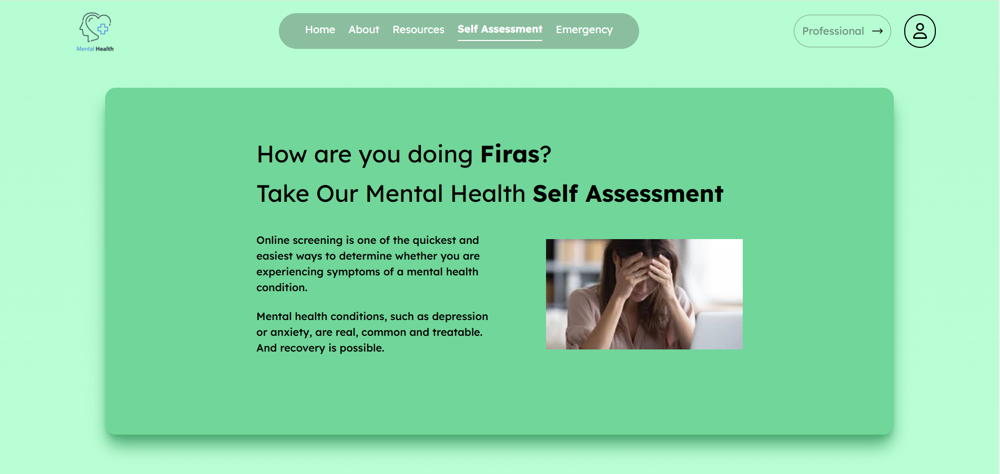 Mental Health
Home About Resources Self Assessment Emergency
Professional
How are you doing Firas?
Take Our Mental Health Self Assessment
Online screening is one of the quickest and
easiest ways to determine whether you are
experiencing symptoms of a mental health
condition.
Mental health conditions, such as depression
or anxiety, are real, common and treatable.
And recovery is possible.